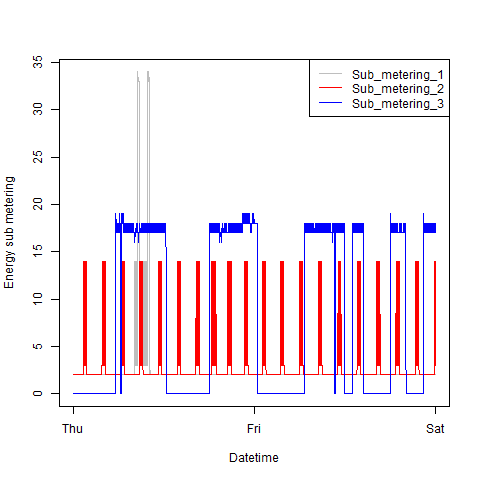 Sub_metering_1
Sub_metering_2
Sub_metering_3
Energy sub metering
35
30
25
20
15
10
5
0
Thu Fri Sat
Datetime